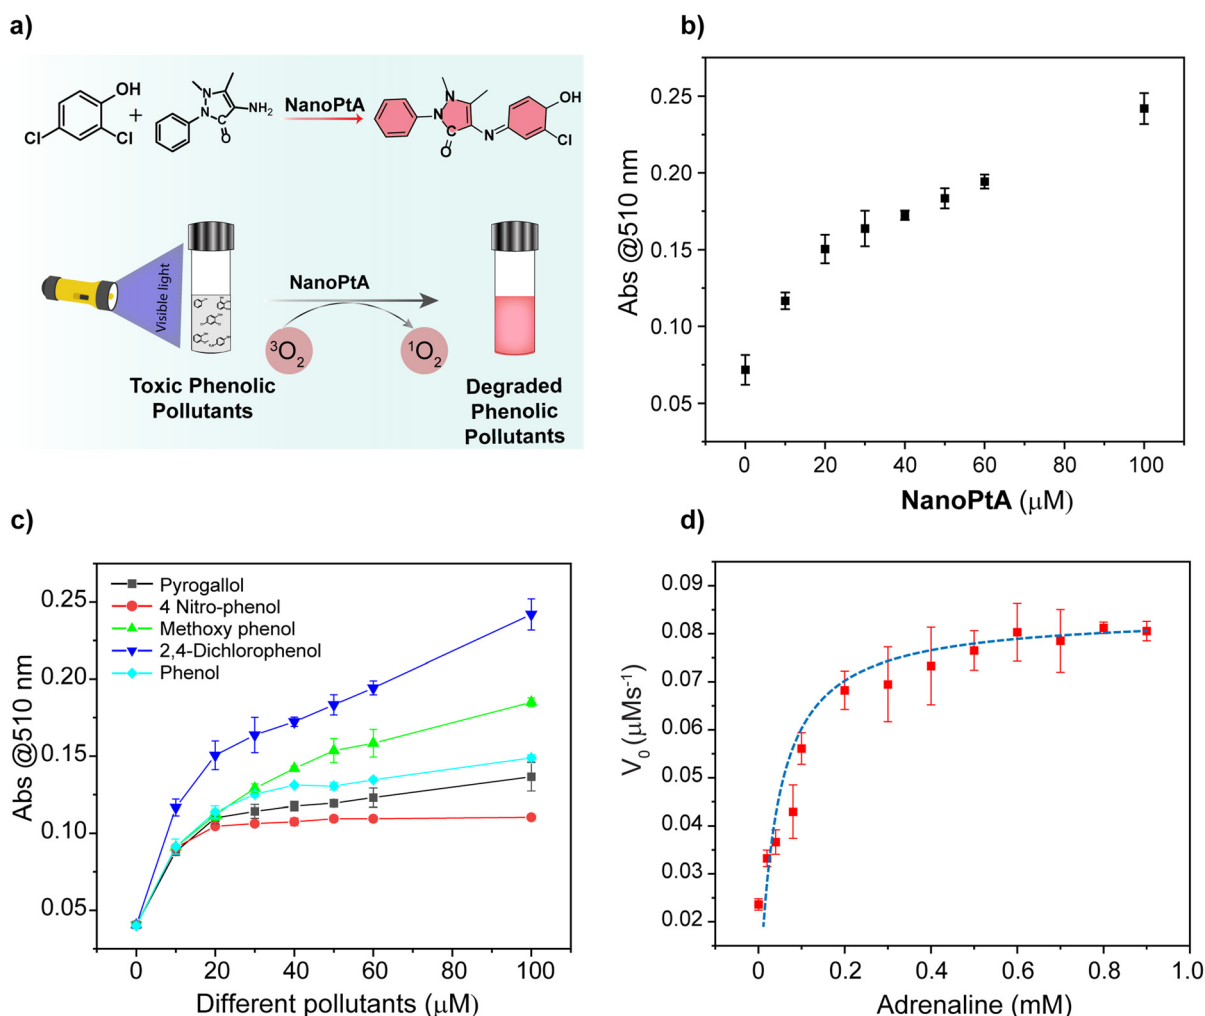 a)
OH
Cl
Cl
+
N
N
NH₂
O
NanoPtA
N
N
C
O
N
OH
Cl
Visible light
NanoPtA
³O₂
¹O₂
Toxic Phenolic
Pollutants
Degraded
Phenolic
Pollutants
b)
Abs @510 nm
0.25
0.20
0.15
0.10
0.05
0
20
40
60
80
100
NanoPtA (μM)
c)
Pyrogallol
4 Nitro-phenol
Methoxy phenol
2,4-Dichlorophenol
Phenol
Abs @510 nm
0.25
0.20
0.15
0.10
0.05
0
20
40
60
80
100
Different pollutants (μM)
d)
V₀ (μMs⁻¹)
0.09
0.08
0.07
0.06
0.05
0.04
0.03
0.02
0
0.2
0.4
0.6
0.8
1.0
Adrenaline (mM)